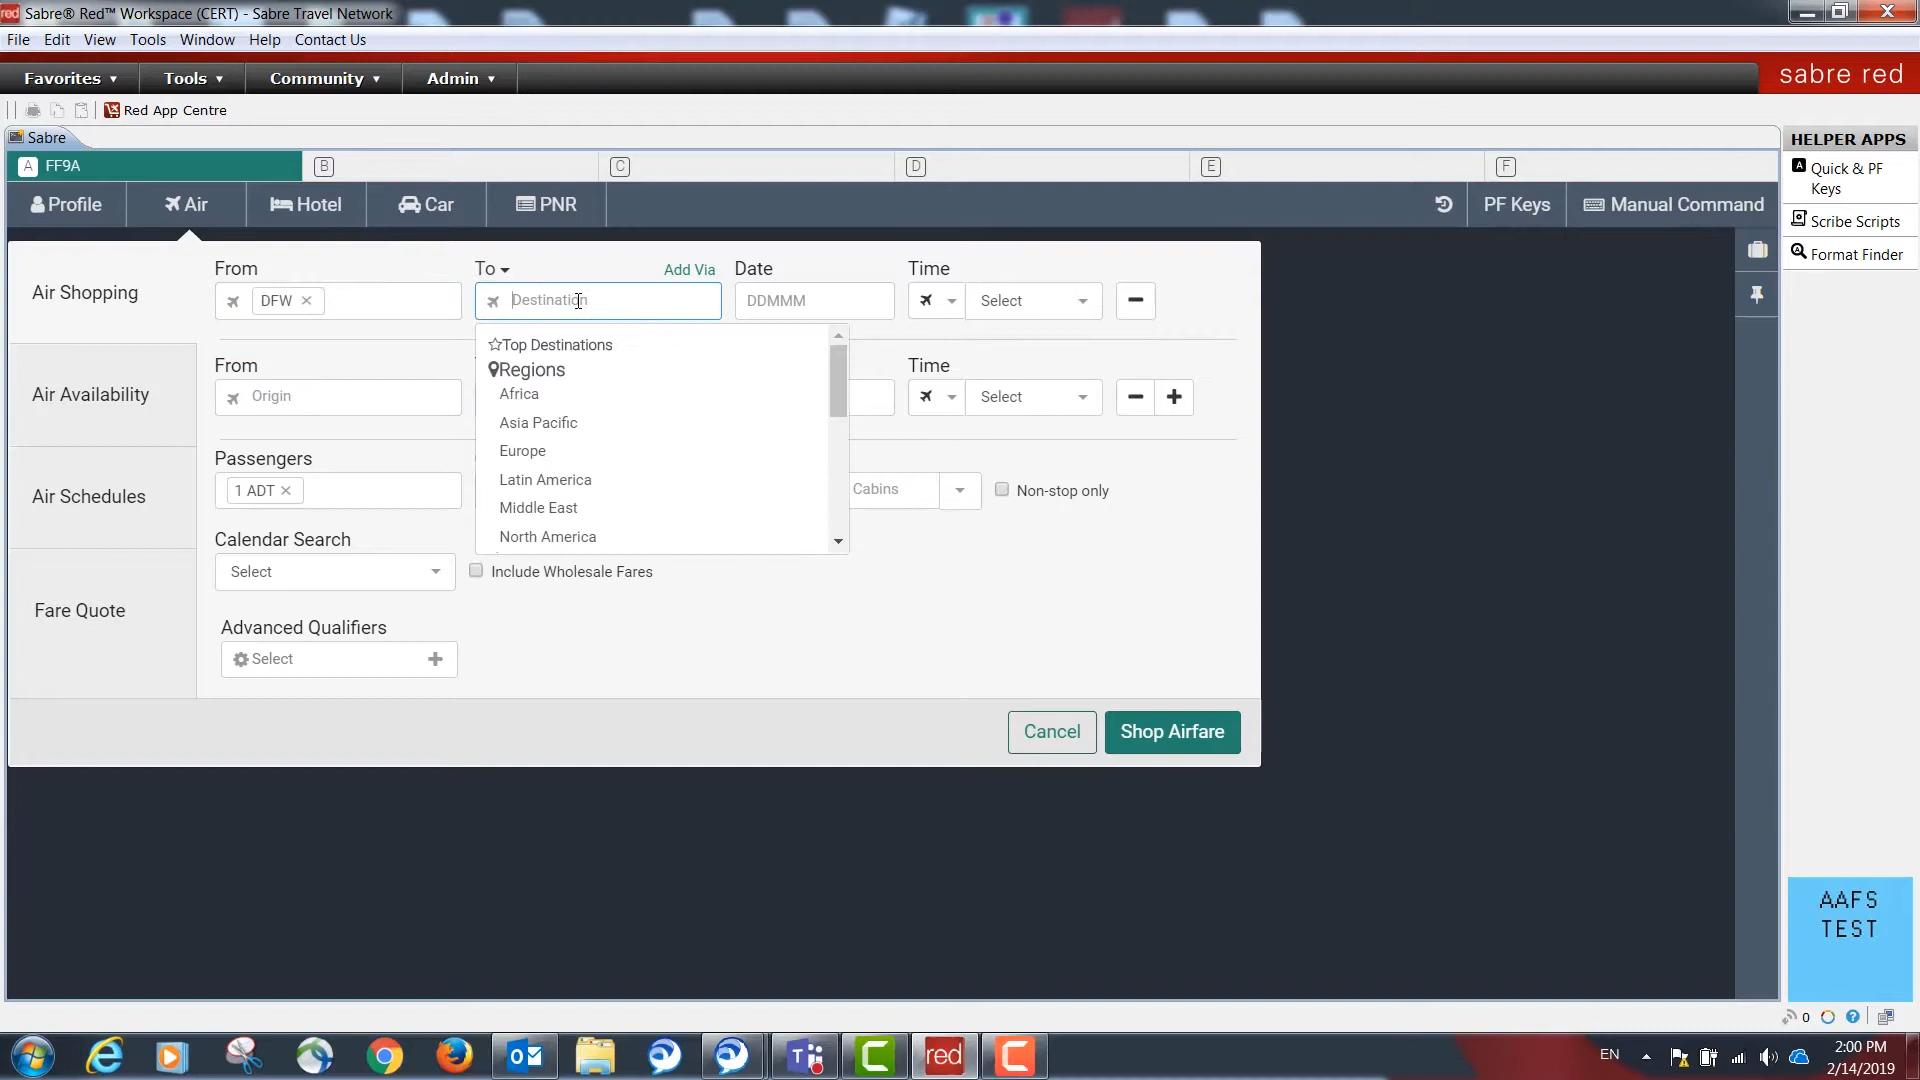 Sabre® Red™ Workspace (CERT) - Sabre Travel Network
File Edit View Tools Window Help Contact Us
Favorites Tools Community Admin
sabre red
Red App Centre
Sabre
HELPER APPS
A FF9A B C D E F
Quick & PF
Keys
Scribe Scripts
Format Finder
Profile Air Hotel Car PNR PF Keys Manual Command
Air Shopping
Air Availability
Air Schedules
Fare Quote
From To Add Via Date Time
DFW Destination DDMMM Select
Top Destinations
Regions
Africa
Asia Pacific
Europe
Latin America
Middle East
North America
From Time
Origin Select
Passengers
1 ADT Cabins Non-stop only
Calendar Search
Select Include Wholesale Fares
Advanced Qualifiers
Select
Cancel Shop Airfare
AAFS
TEST
0
red
EN
2:00 PM
2/14/2019